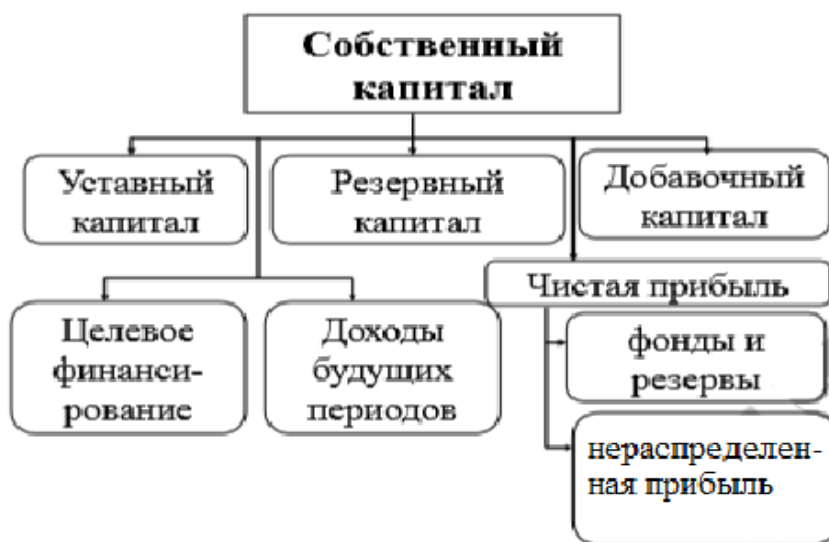 Собственный
капитал
Уставный
капитал
Резервный
капитал
Добавочный
капитал
Чистая прибыль
Целевое
финанси-
рование
Доходы
будущих
периодов
фонды и
резервы
нераспределен-
ная прибыль